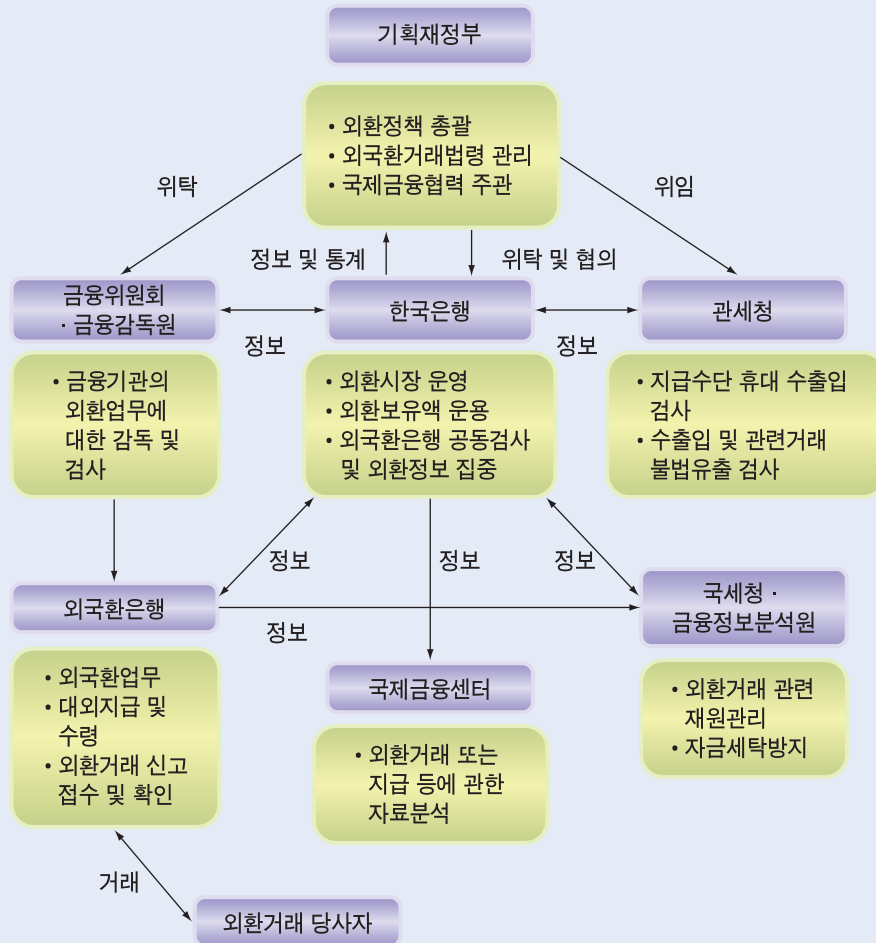 기획재정부
• 외환정책 총괄
• 외국환거래법령 관리
• 국제금융협력 주관
위탁
위임
정보 및 통계
위탁 및 협의
금융위원회
· 금융감독원
한국은행
관세청
정보
정보
• 금융기관의
외환업무에
대한 감독 및
검사
• 외환시장 운영
• 외환보유액 운용
• 외국환은행 공동검사
및 외환정보 집중
• 지급수단 휴대 수출입
검사
• 수출입 및 관련거래
불법유출 검사
정보
정보
정보
외국환은행
정보
국세청 ·
금융정보분석원
• 외국환업무
• 대외지급 및
수령
• 외환거래 신고
접수 및 확인
국제금융센터
• 외환거래 또는
지급 등에 관한
자료분석
• 외환거래 관련
재원관리
• 자금세탁방지
거래
외환거래 당사자